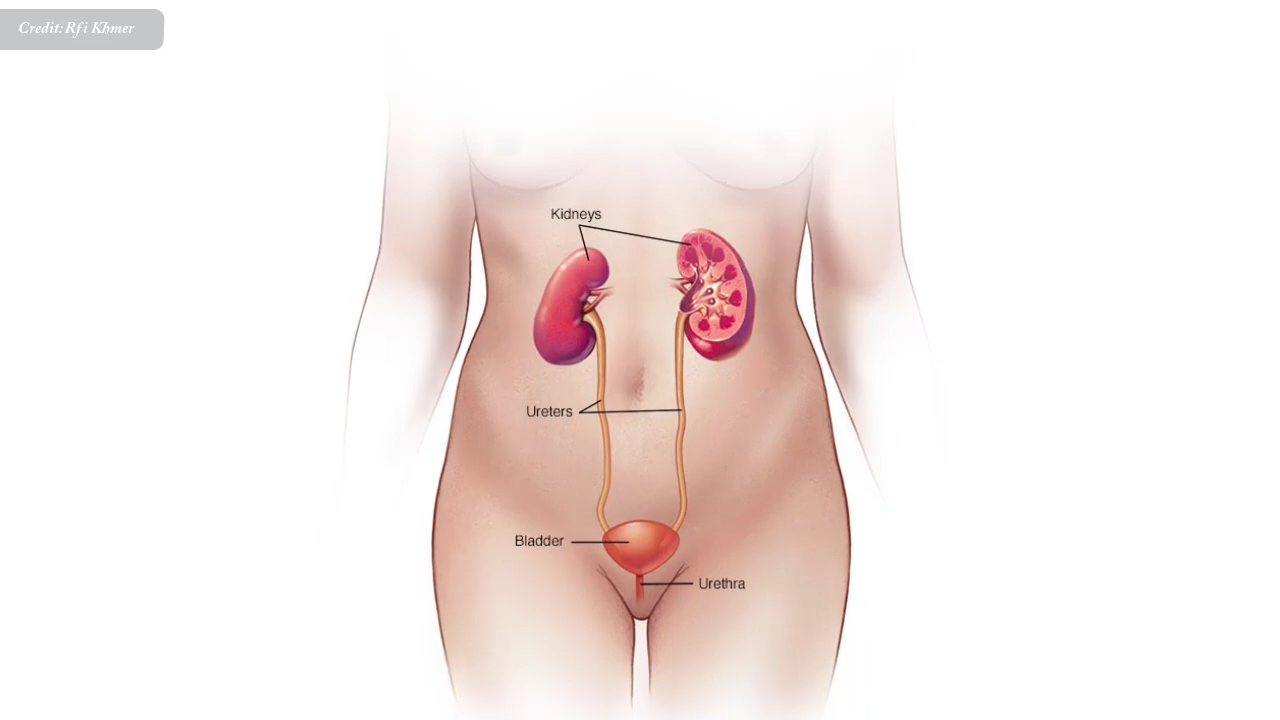 Credit: Rfi Khmer
Kidneys
Ureters
Bladder
Urethra